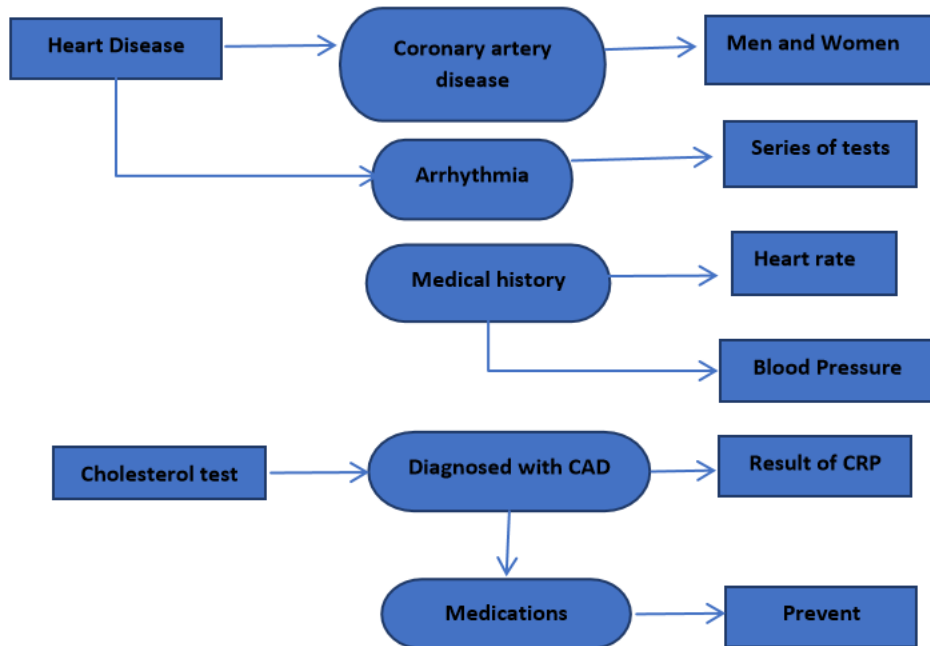 Heart Disease
Coronary artery
disease
Men and Women
Arrhythmia
Series of tests
Medical history
Heart rate
Blood Pressure
Cholesterol test
Diagnosed with CAD
Result of CRP
Medications
Prevent